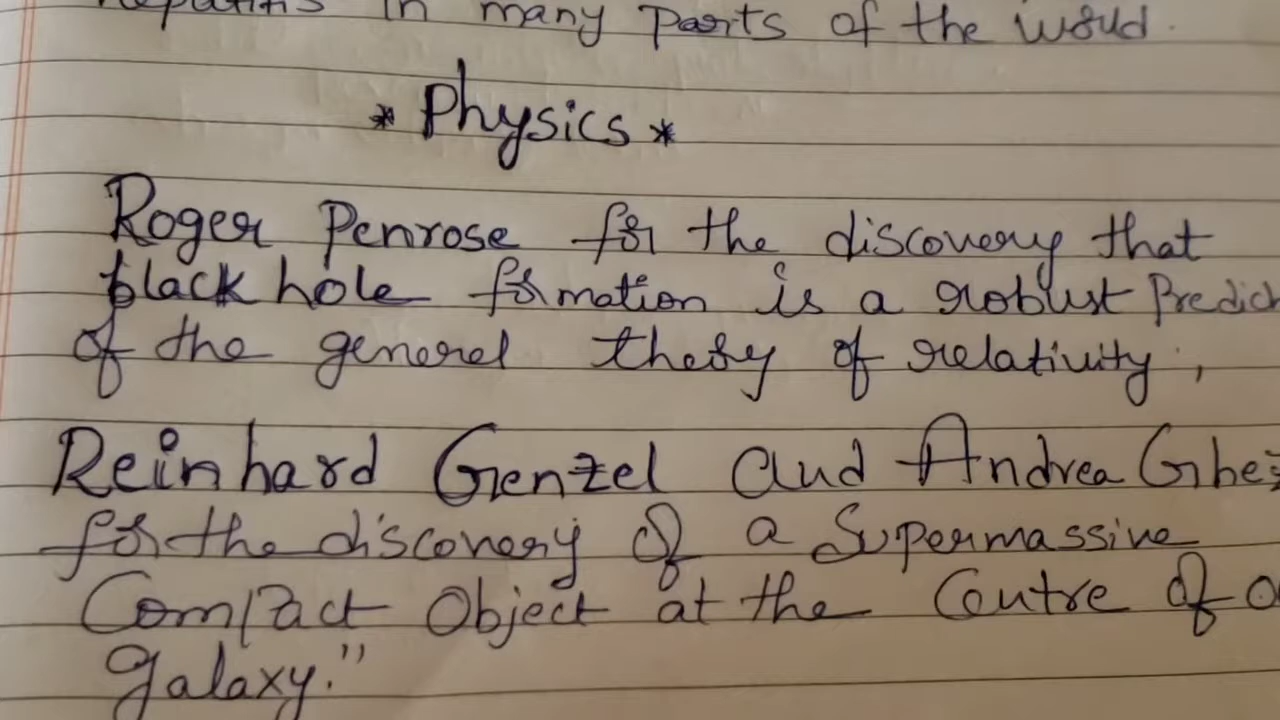 hepatitis in many parts of the world.
* Physics *
Roger Penrose for the discovery that
black hole formation is a robust Predic
of the general theory of relativity,
Reinhard Genzel and Andrea Ghez
for the discovery of a Supermassive
Compact Object at the Centre of o
galaxy."